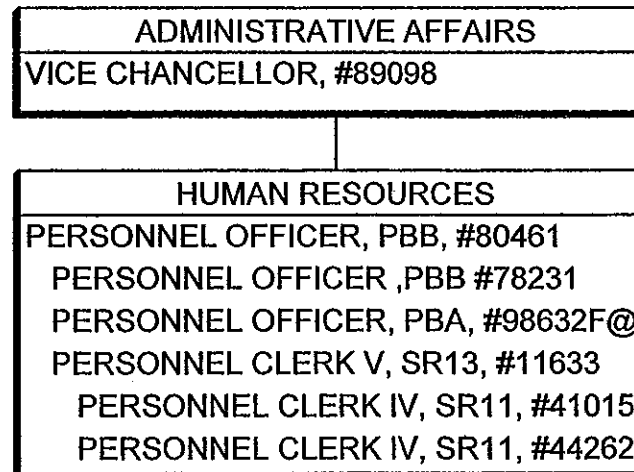 ADMINISTRATIVE AFFAIRS
VICE CHANCELLOR, #89098
HUMAN RESOURCES
PERSONNEL OFFICER, PBB, #80461
PERSONNEL OFFICER ,PBB #78231
PERSONNEL OFFICER, PBA, #98632F@
PERSONNEL CLERK V, SR13, #11633
PERSONNEL CLERK IV, SR11, #41015
PERSONNEL CLERK IV, SR11, #44262